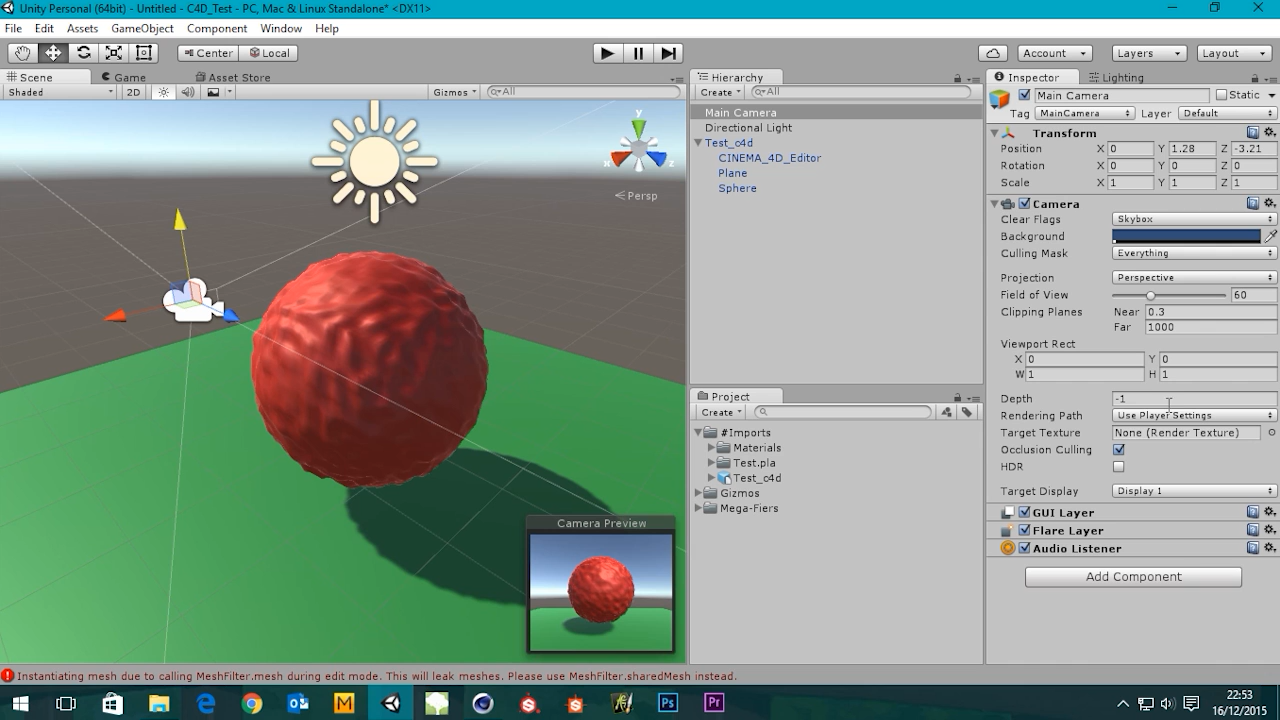 Unity Personal (64bit) - Untitled - C4D_Test - PC, Mac & Linux Standalone* <DX11>
File Edit Assets GameObject Component Window Help
Center Local Account Layers Layout
Scene Game Asset Store
Shaded 2D Gizmos All
y
x z
Persp
Camera Preview
Hierarchy
Create All
Main Camera
Directional Light
Test_c4d
CINEMA_4D_Editor
Plane
Sphere
Project
Create
#Imports
Materials
Test.pla
Test_c4d
Gizmos
Mega-Fiers
Inspector Lighting
Main Camera Static
Tag MainCamera Layer Default
Transform
Position X 0 Y 1.28 Z -3.21
Rotation X 0 Y 0 Z 0
Scale X 1 Y 1 Z 1
Camera
Clear Flags Skybox
Background
Culling Mask Everything
Projection Perspective
Field of View 60
Clipping Planes Near 0.3
Far 1000
Viewport Rect
X 0 Y 0
W 1 H 1
Depth -1
Rendering Path Use Player Settings
Target Texture None (Render Texture)
Occlusion Culling
HDR
Target Display Display 1
GUI Layer
Flare Layer
Audio Listener
Add Component
Instantiating mesh due to calling MeshFilter.mesh during edit mode. This will leak meshes. Please use MeshFilter.sharedMesh instead.
M Ps Pr
22:53
16/12/2015